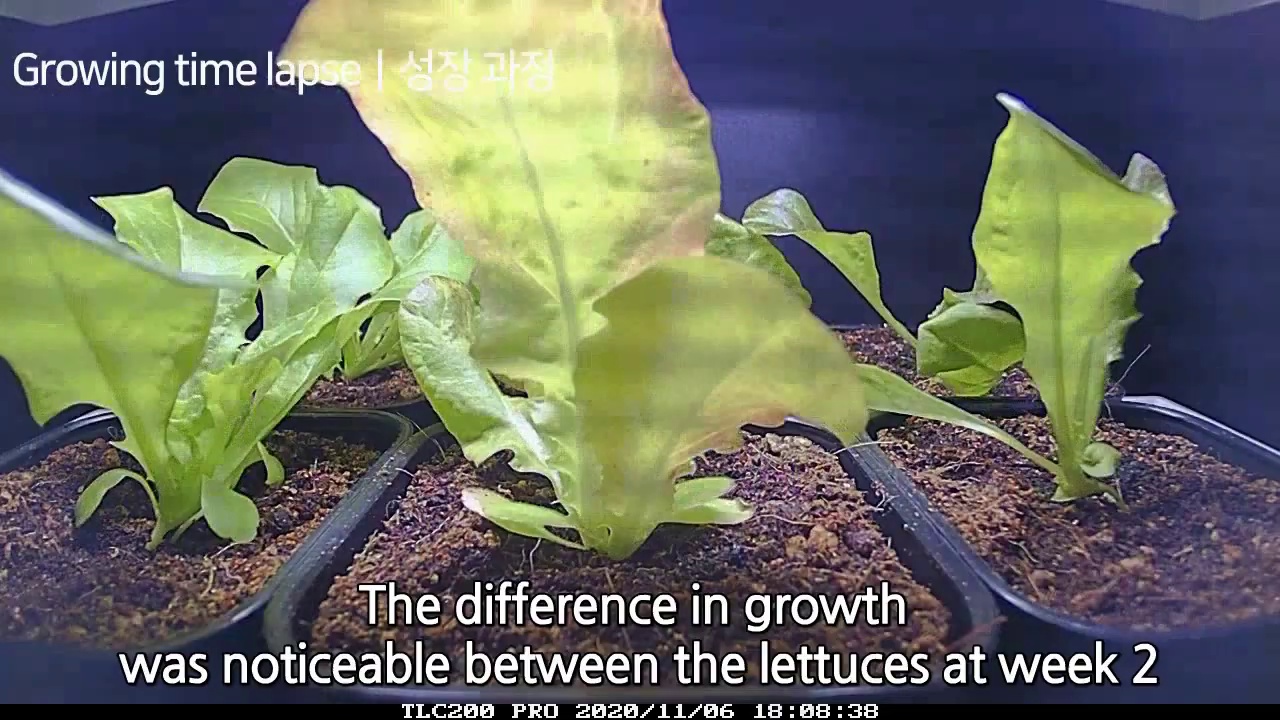 Growing time lapse | 성장 과정
The difference in growth
was noticeable between the lettuces at week 2
TLC200 PRO 2020/11/06 18:08:38